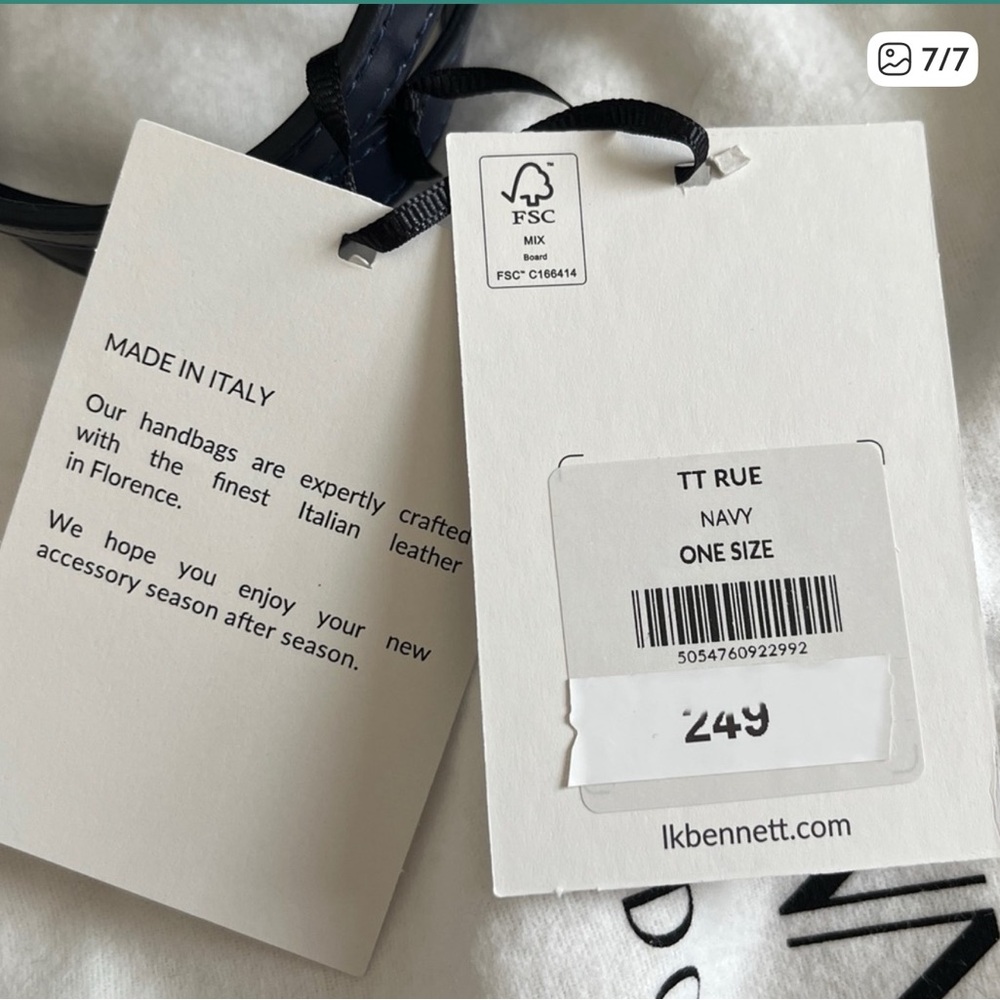 7/7
FSC
MIX
Board
FSC™ C166414
MADE IN ITALY
Our handbags are expertly crafted
with the finest Italian leather
in Florence.
We hope you enjoy your new
accessory season after season.
TT RUE
NAVY
ONE SIZE
5054760922992
249
lkbennett.com